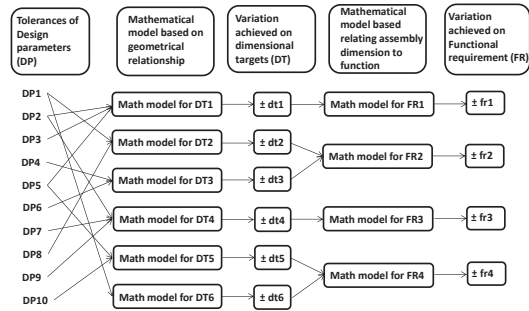 Tolerances of
Design
parameters
(DP)
Mathematical
model based on
geometrical
relationship
Variation
achieved on
dimensional
targets (DT)
Mathematical
model based
relating assembly
dimension to
function
Variation
achieved on
Functional
requirement (FR)
DP1
DP2
DP3
DP4
DP5
DP6
DP7
DP8
DP9
DP10
Math model for DT1
Math model for DT2
Math model for DT3
Math model for DT4
Math model for DT5
Math model for DT6
± dt1
± dt2
± dt3
± dt4
± dt5
± dt6
Math model for FR1
Math model for FR2
Math model for FR3
Math model for FR4
± fr1
± fr2
± fr3
± fr4